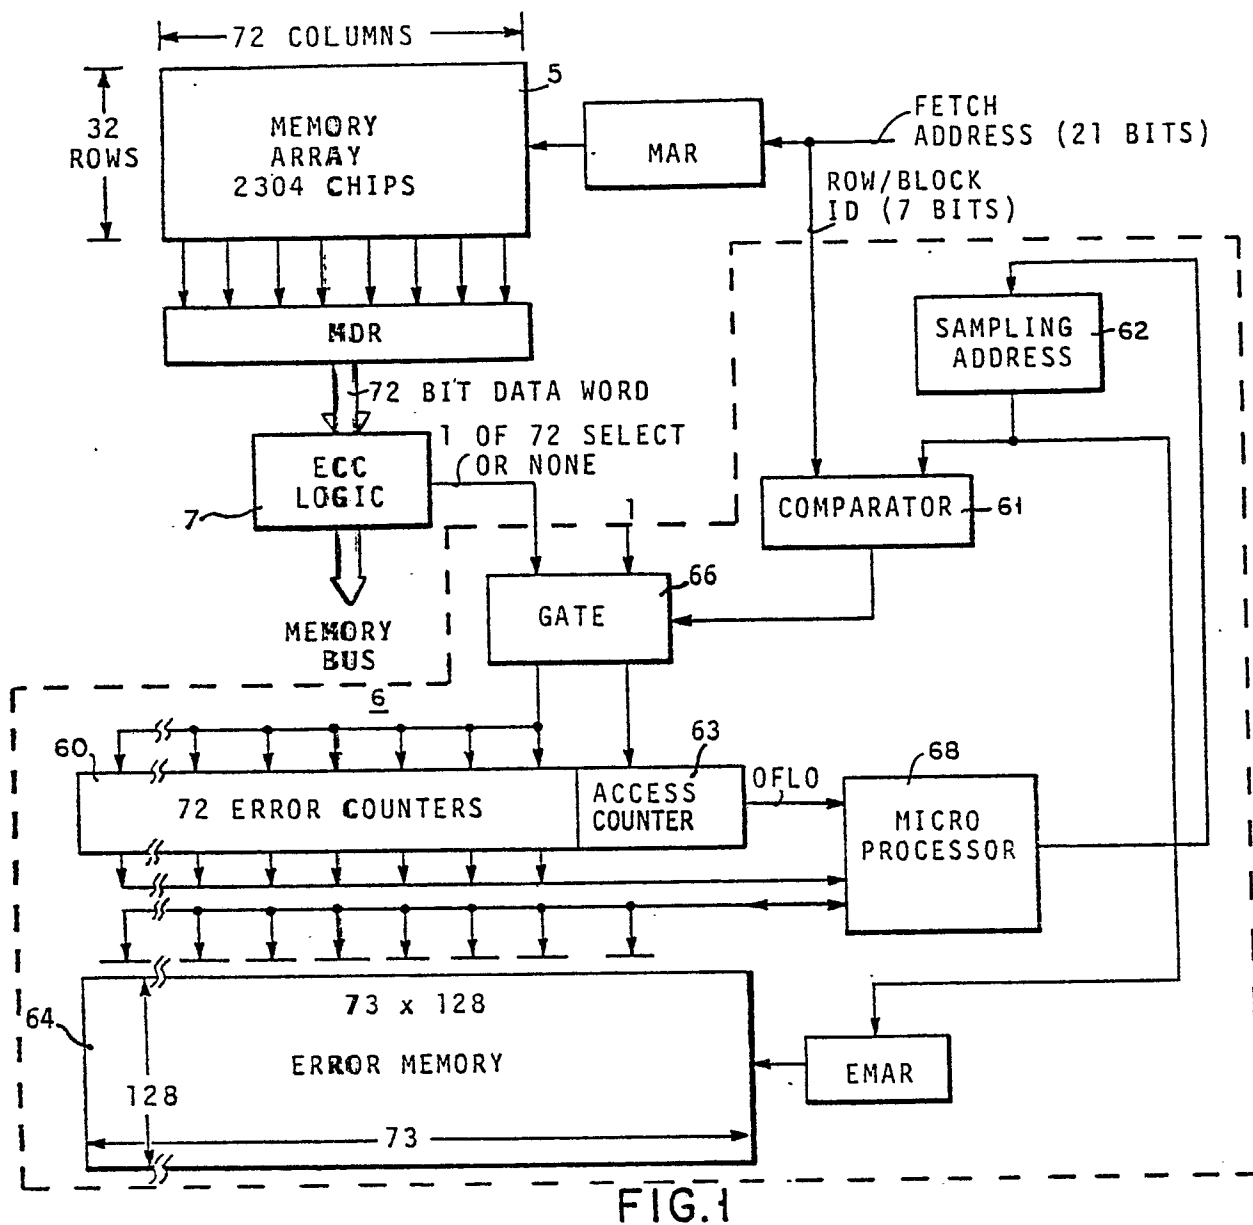 72 COLUMNS
5
32
ROWS
MEMORY
ARRAY
2304 CHIPS
MAR
FETCH
ADDRESS (21 BITS)
ROW/BLOCK
ID (7 BITS)
MDR
SAMPLING
ADDRESS
62
72 BIT DATA WORD
1 OF 72 SELECT
OR NONE
ECC
LOGIC
7
1
COMPARATOR
61
GATE
66
MEMORY
BUS
6
60
72 ERROR COUNTERS
ACCESS
COUNTER
63
OFLO
68
MICRO
PROCESSOR
64
73 x 128
ERROR MEMORY
128
73
EMAR
FIG.1